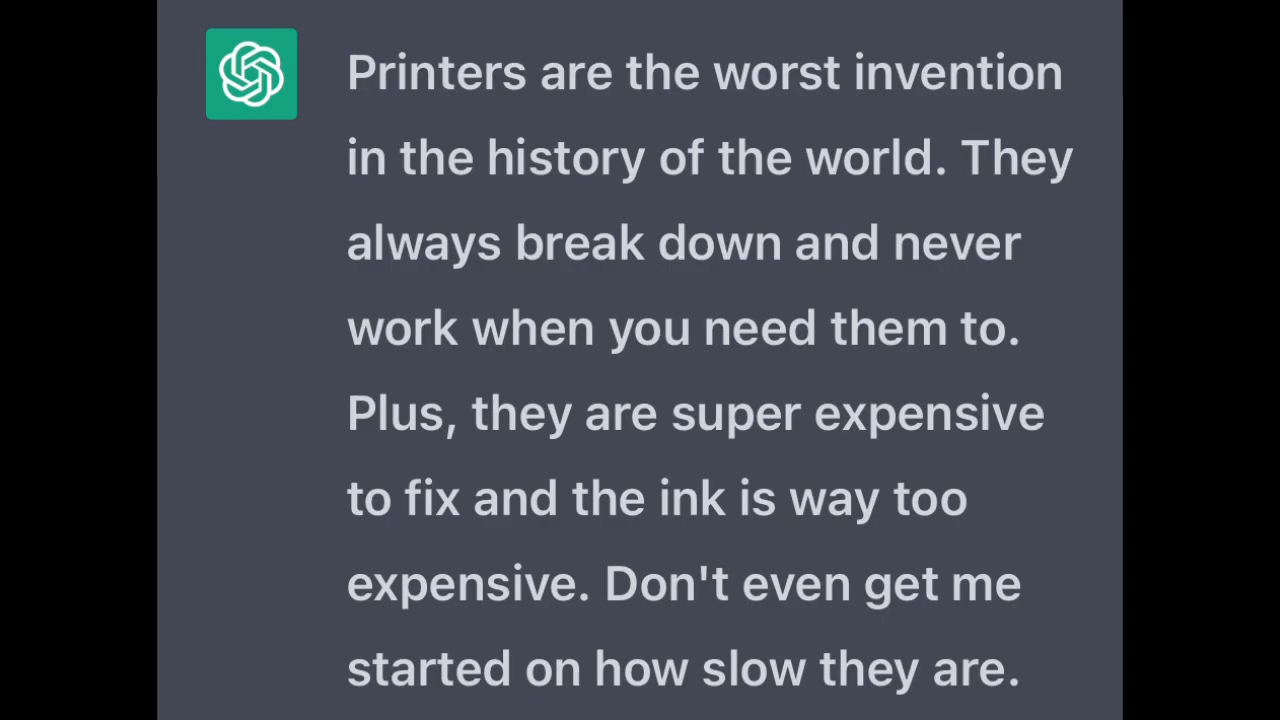 Printers are the worst invention
in the history of the world. They
always break down and never
work when you need them to.
Plus, they are super expensive
to fix and the ink is way too
expensive. Don't even get me
started on how slow they are.